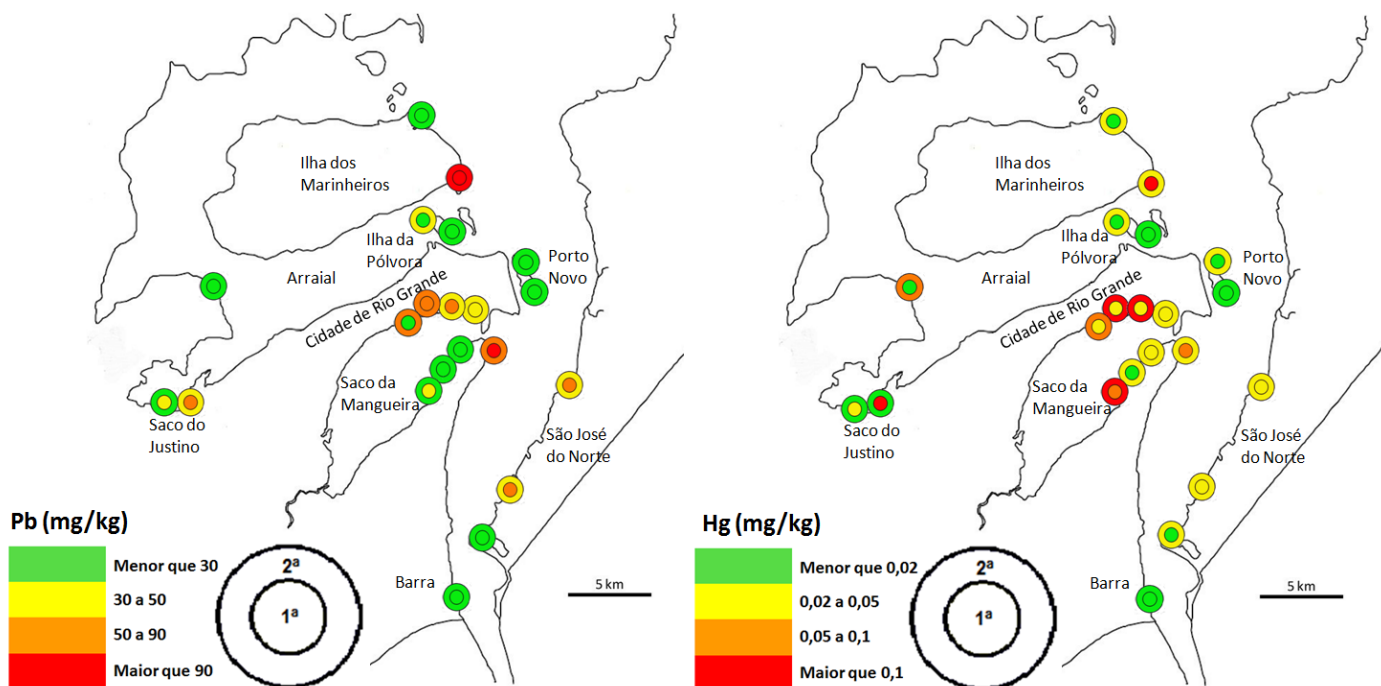 Ilha dos
Marinheiros
Ilha da
Pólvora
Porto
Novo
Arraial
Cidade de Rio Grande
Saco da
Mangueira
Saco do
Justino
São José
do Norte
Barra
5 km
Pb (mg/kg)
Menor que 30
30 a 50
50 a 90
Maior que 90
2ª
1ª
Ilha dos
Marinheiros
Ilha da
Pólvora
Porto
Novo
Arraial
Cidade de Rio Grande
Saco da
Mangueira
Saco do
Justino
São José
do Norte
Barra
5 km
Hg (mg/kg)
Menor que 0,02
0,02 a 0,05
0,05 a 0,1
Maior que 0,1
2ª
1ª